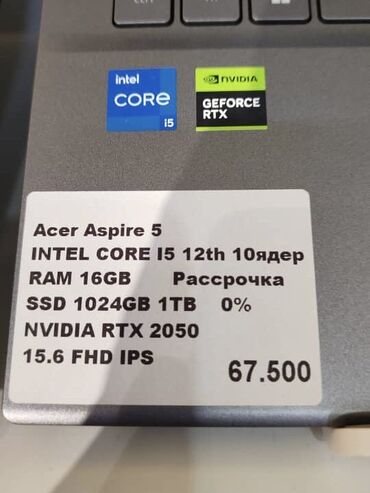 intel
CORE
i5
NVIDIA
GEFORCE
RTX
Acer Aspire 5
INTEL CORE I5 12th 10ядер
RAM 16GB Рассрочка
SSD 1024GB 1TB 0%
NVIDIA RTX 2050
15.6 FHD IPS
67.500